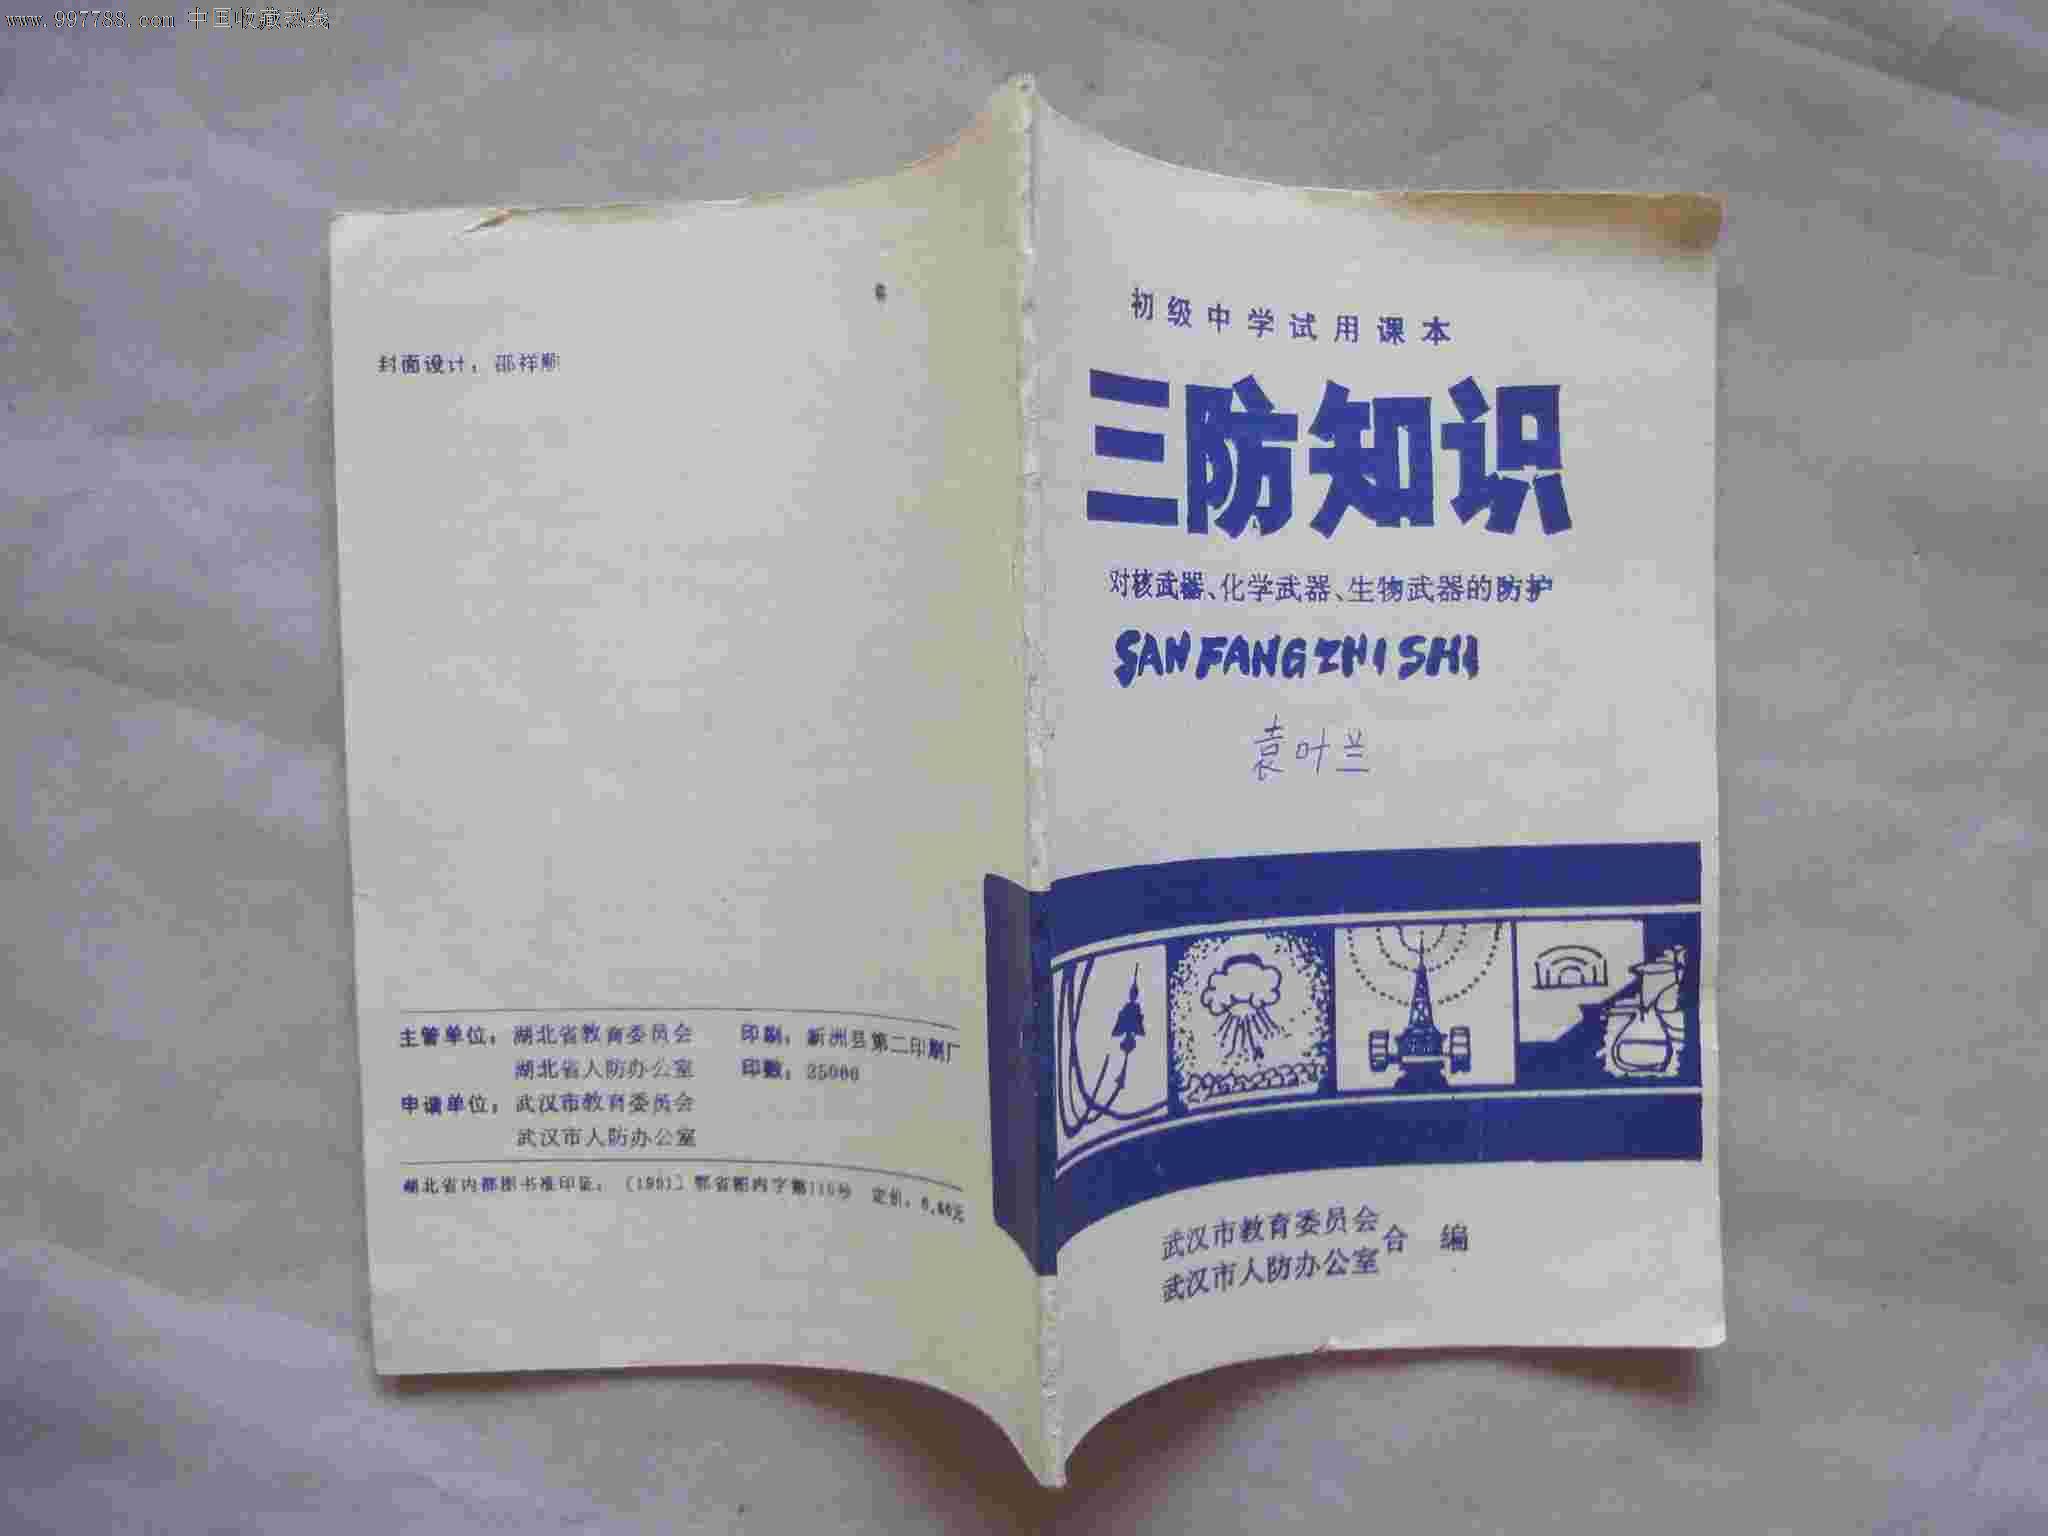 www.997788.com 中国收藏热线
封面设计：邵祥顺
主管单位：湖北省教育委员会
湖北省人防办公室
申请单位：武汉市教育委员会
武汉市人防办公室
印刷：新洲县第二印刷厂
印数：
湖北省内部图书准印证：（1991）鄂省图内字第110号 定价：
初级中学试用课本
三防知识
对核武器、化学武器、生物武器的防护
SAN FANG ZHI SHI
袁叶兰
武汉市教育委员会
武汉市人防办公室
合 编